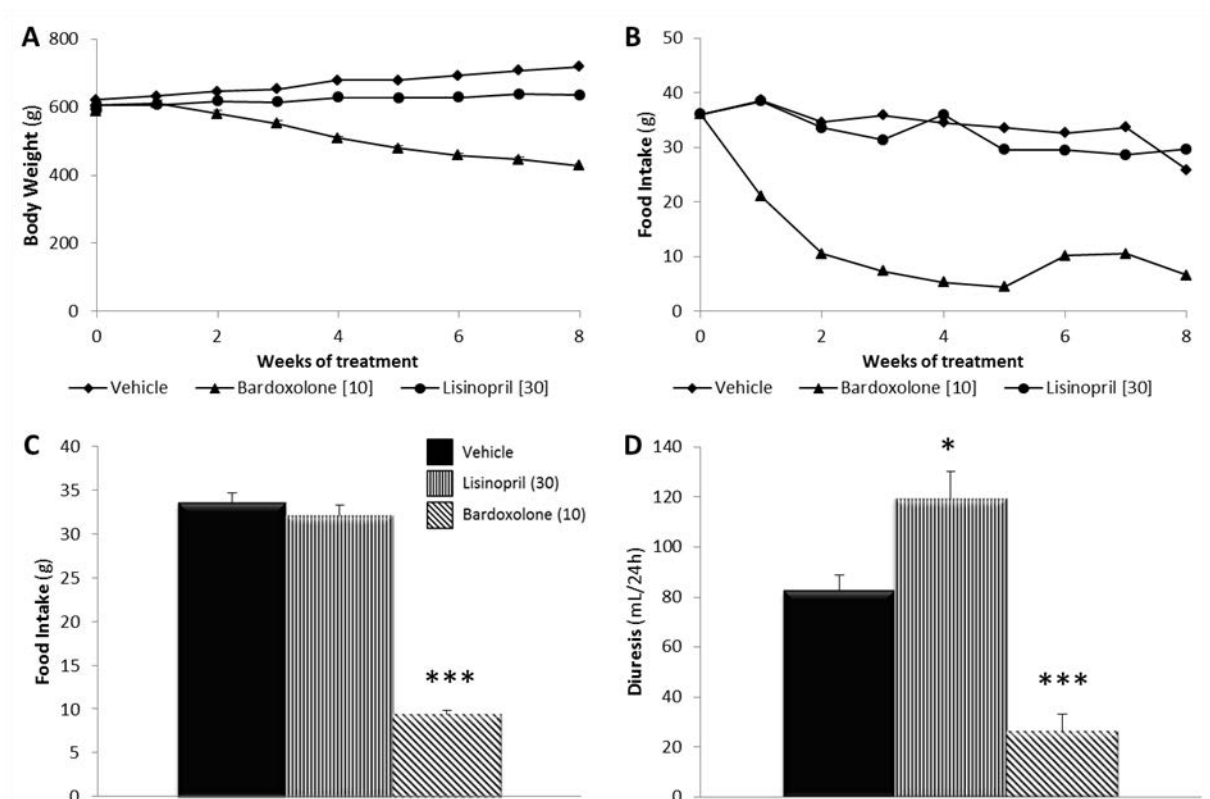 A
Body Weight (g)
800
600
400
200
0
0 2 4 6 8
Weeks of treatment
Vehicle Bardoxolone [10] Lisinopril [30]
B
Food Intake (g)
50
40
30
20
10
0
0 2 4 6 8
Weeks of treatment
Vehicle Bardoxolone [10] Lisinopril [30]
C
Food Intake (g)
40
35
30
25
20
15
10
5
0
Vehicle
Lisinopril (30)
Bardoxolone (10)
***
D
Diuresis (mL/24h)
140
120
100
80
60
40
20
0
*
***